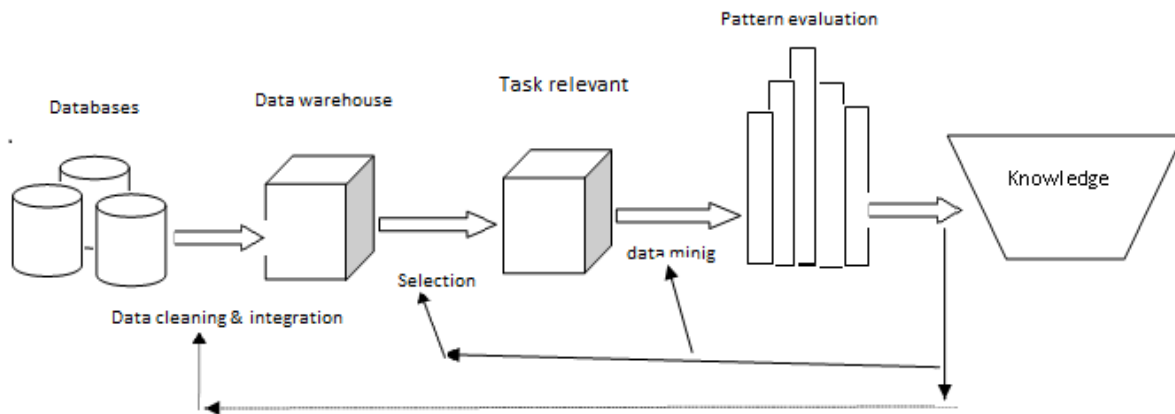 Pattern evaluation
Task relevant
Data warehouse
Databases
Knowledge
data minig
Selection
Data cleaning & integration